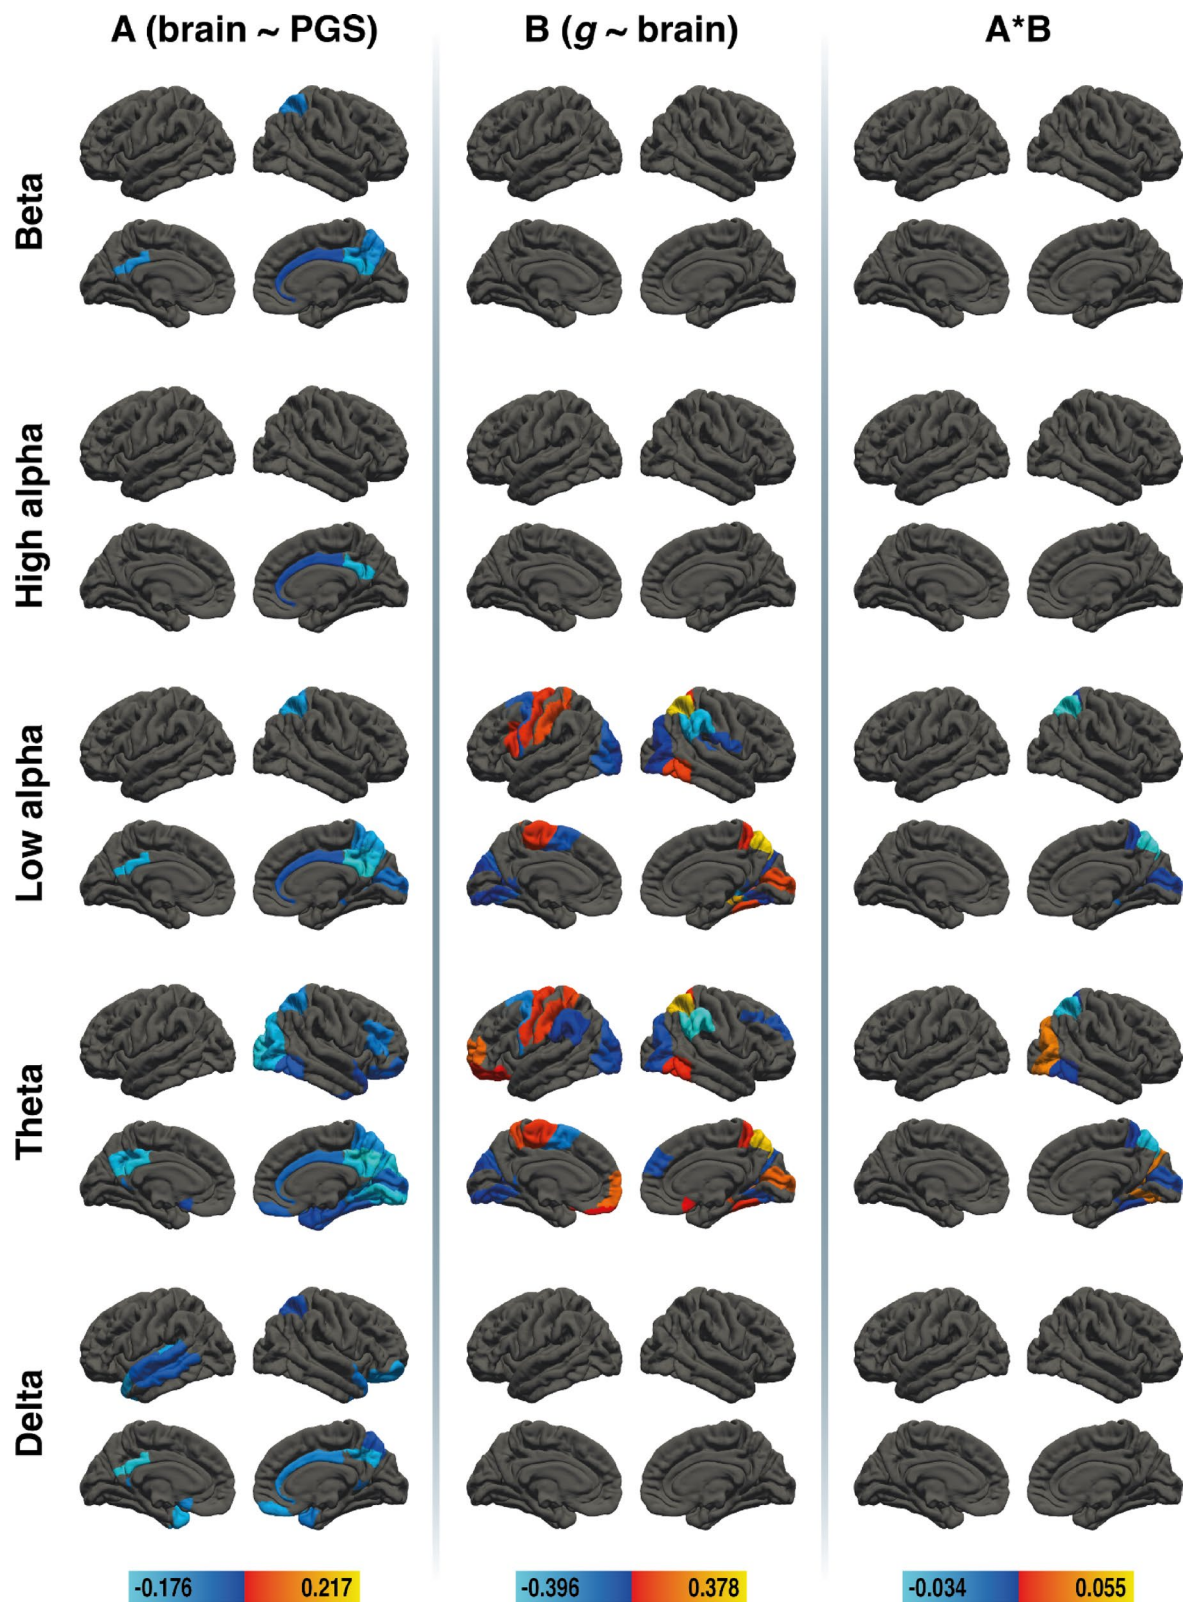 A (brain ~ PGS) B (g ~ brain) A*B
Beta
High alpha
Low alpha
Theta
Delta
-0.176 0.217 -0.396 0.378 -0.034 0.055